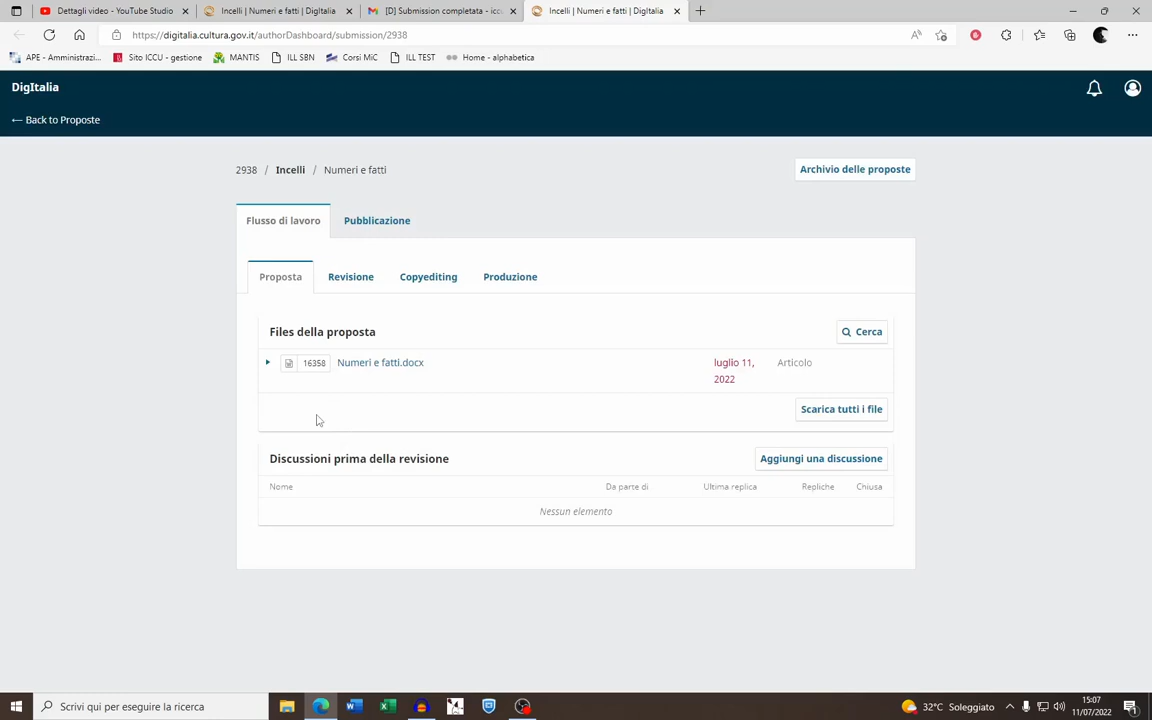 Dettagli video - YouTube Studio
Incelli | Numeri e fatti | DigItalia
[D] Submission completata - iccu
Incelli | Numeri e fatti | DigItalia
https://digitalia.cultura.gov.it/authorDashboard/submission/2938
APE - Amministrazi...
Sito ICCU - gestione
MANTIS
ILL SBN
Corsi MiC
ILL TEST
Home - alphabetica
DigItalia
← Back to Proposte
2938 / Incelli / Numeri e fatti
Archivio delle proposte
Flusso di lavoro
Pubblicazione
Proposta
Revisione
Copyediting
Produzione
Files della proposta
Cerca
16358
Numeri e fatti.docx
luglio 11,
2022
Articolo
Scarica tutti i file
Discussioni prima della revisione
Aggiungi una discussione
Nome
Da parte di
Ultima replica
Repliche
Chiusa
Nessun elemento
Scrivi qui per eseguire la ricerca
32°C Soleggiato
15:07
11/07/2022
1